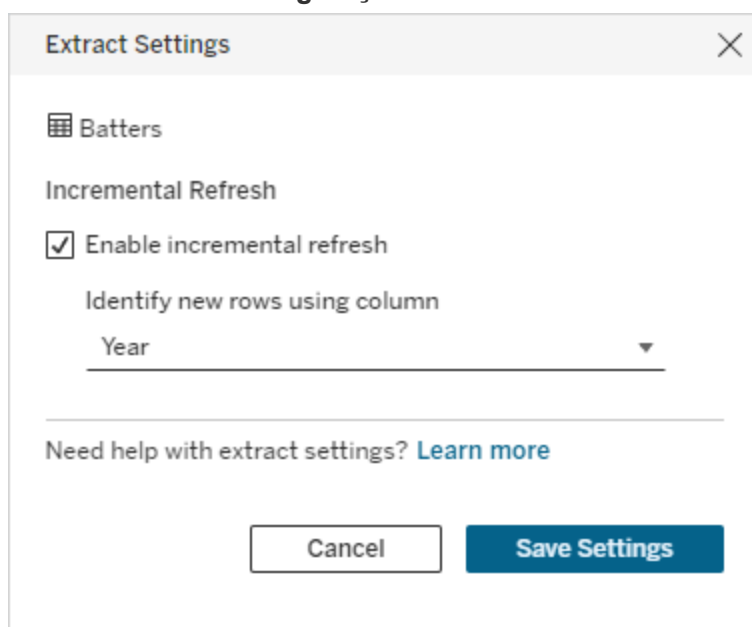 Extract Settings
Batters
Incremental Refresh
Enable incremental refresh
Identify new rows using column
Year
Need help with extract settings? Learn more
Cancel
Save Settings